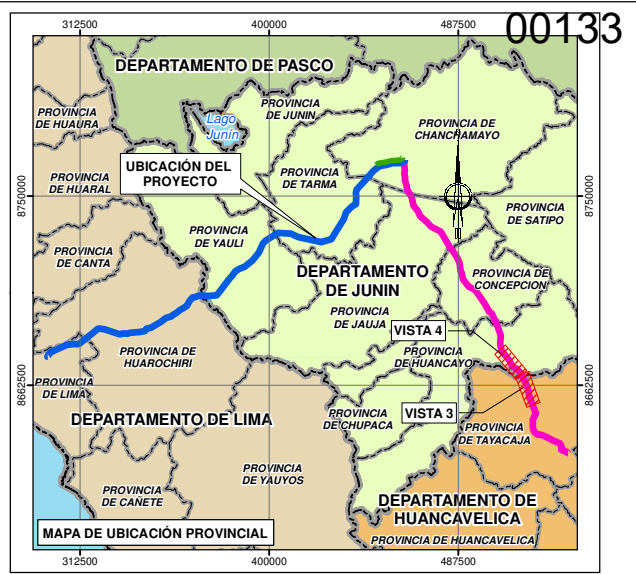 312500
400000
487500
00133
DEPARTAMENTO DE PASCO
PROVINCIA
DE HUAURA
Lago
Junín
PROVINCIA
DE JUNIN
PROVINCIA DE
CHANCHAMAYO
UBICACIÓN DEL
PROYECTO
PROVINCIA
DE HUARAL
PROVINCIA
DE TARMA
8750000
8750000
PROVINCIA
DE SATIPO
PROVINCIA
DE YAULI
PROVINCIA
DE CANTA
DEPARTAMENTO
DE JUNIN
PROVINCIA DE
CONCEPCION
PROVINCIA
DE JAUJA
VISTA 4
PROVINCIA DE
HUAROCHIRI
PROVINCIA
DE HUANCAYO
PROVINCIA
DE LIMA
8662500
8662500
DEPARTAMENTO DE LIMA
PROVINCIA
DE CHUPACA
VISTA 3
PROVINCIA
DE TAYACAJA
PROVINCIA
DE YAUYOS
PROVINCIA
DE CAÑETE
DEPARTAMENTO DE
HUANCAVELICA
MAPA DE UBICACIÓN PROVINCIAL
PROVINCIA DE HUANCAVELICA
312500
400000
487500